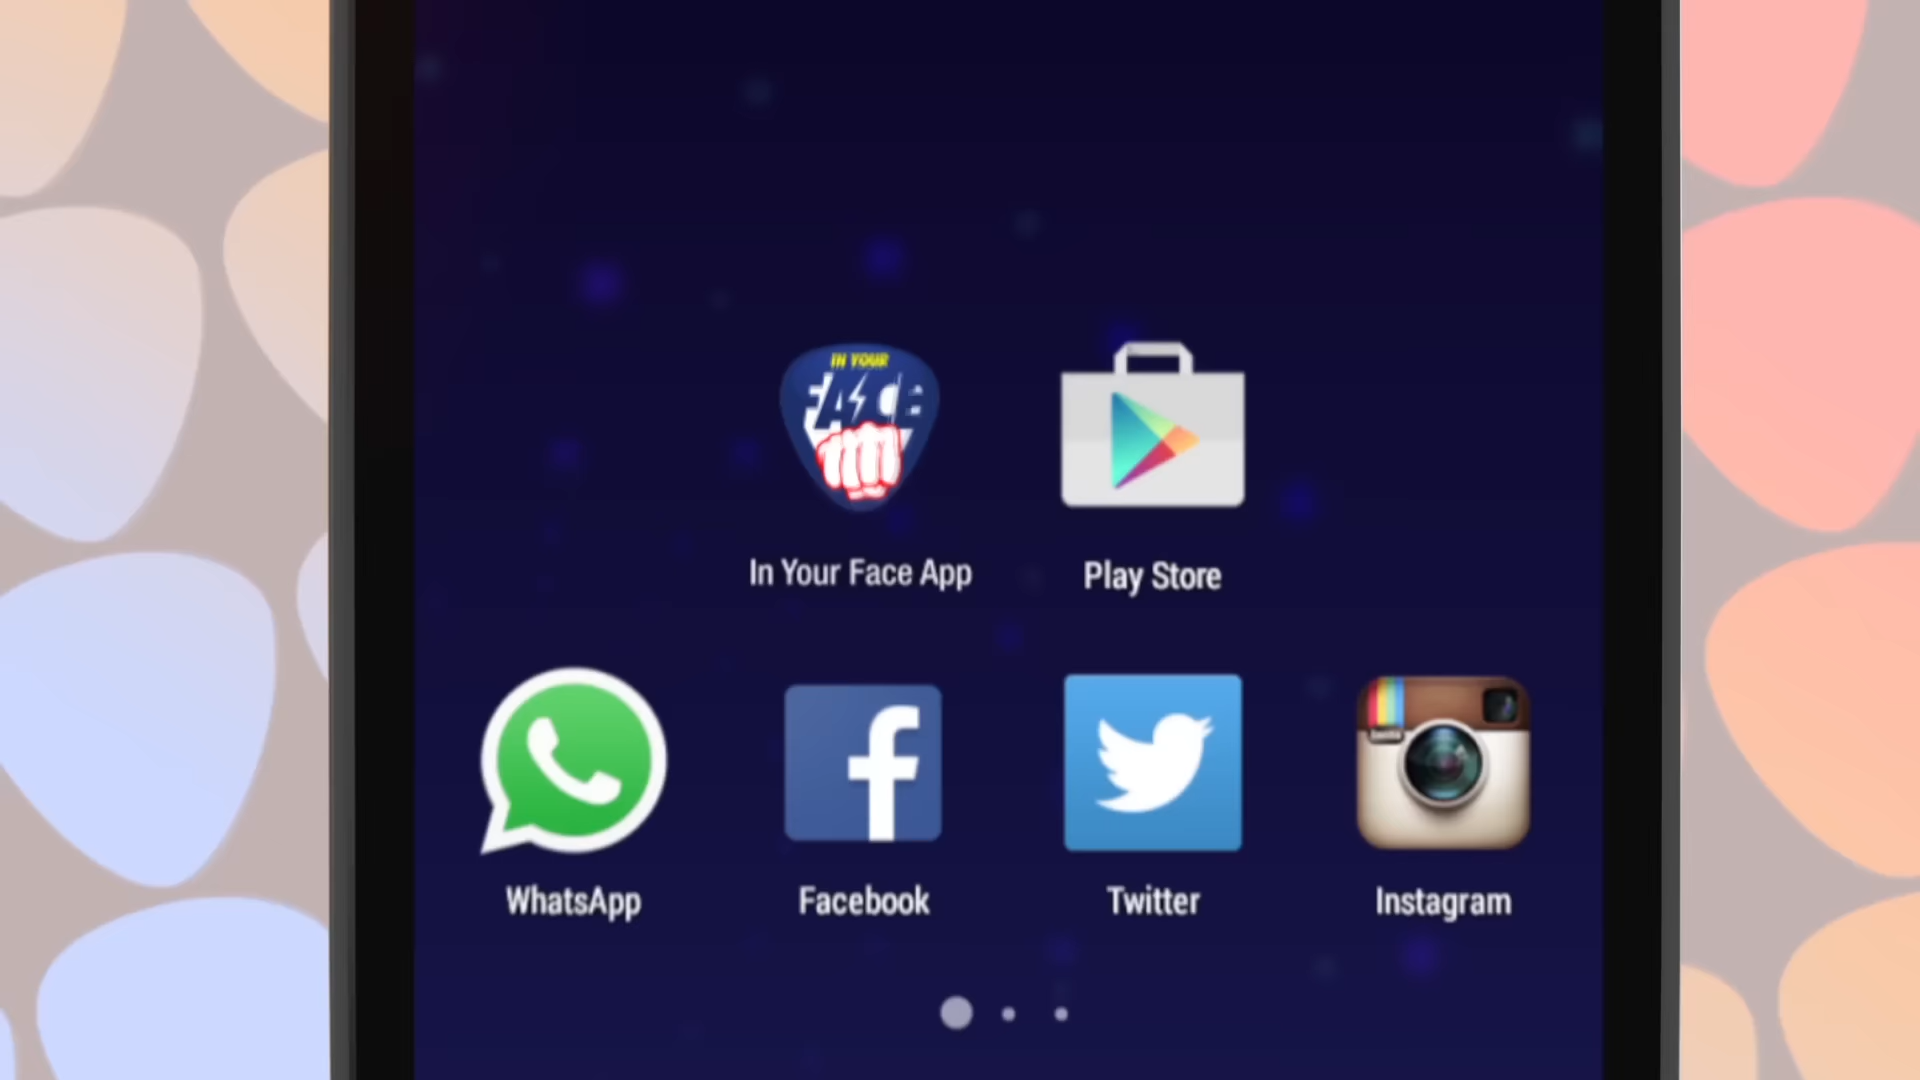 IN YOUR
FACE
In Your Face App
Play Store
WhatsApp
Facebook
Twitter
Instagram